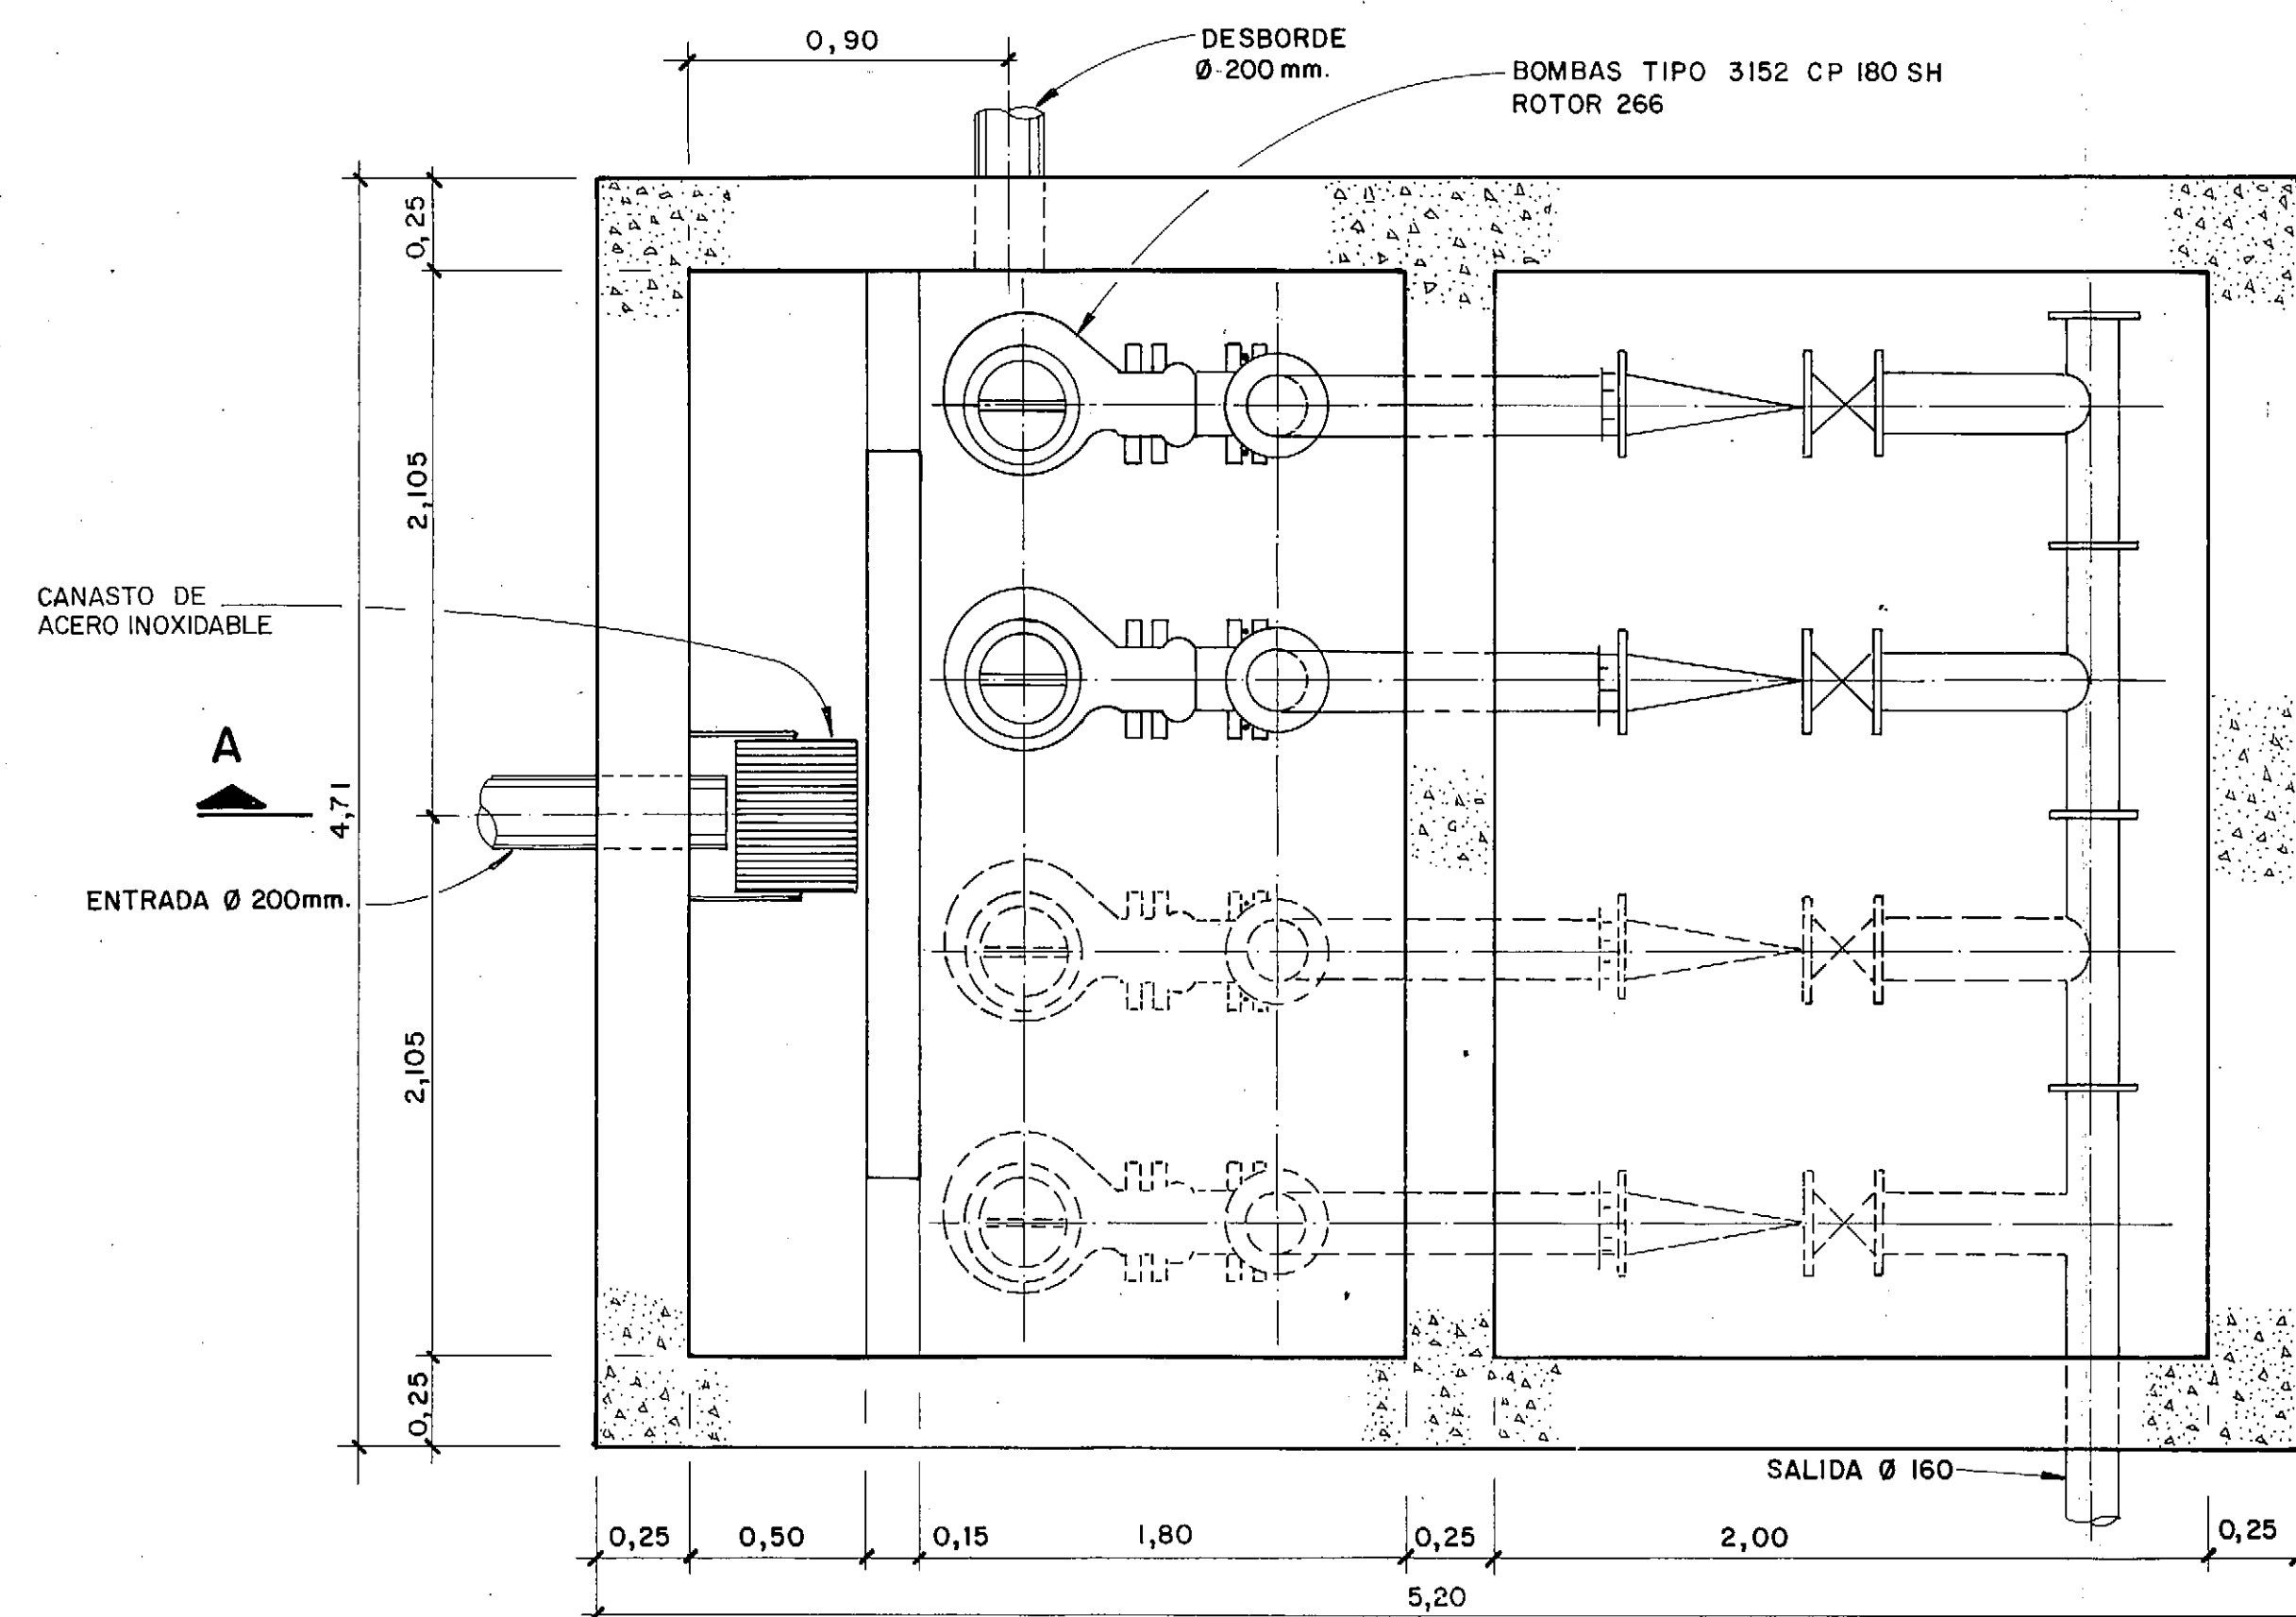 0,90
DESBORDE
Ø 200 mm.
BOMBAS TIPO 3152 CP 180 SH
ROTOR 266
0,25
2,105
CANASTO DE
ACERO INOXIDABLE
A
4,71
ENTRADA Ø 200mm.
2,105
0,25
SALIDA Ø 160
0,25
0,50
0,15
1,80
0,25
2,00
0,25
5,20